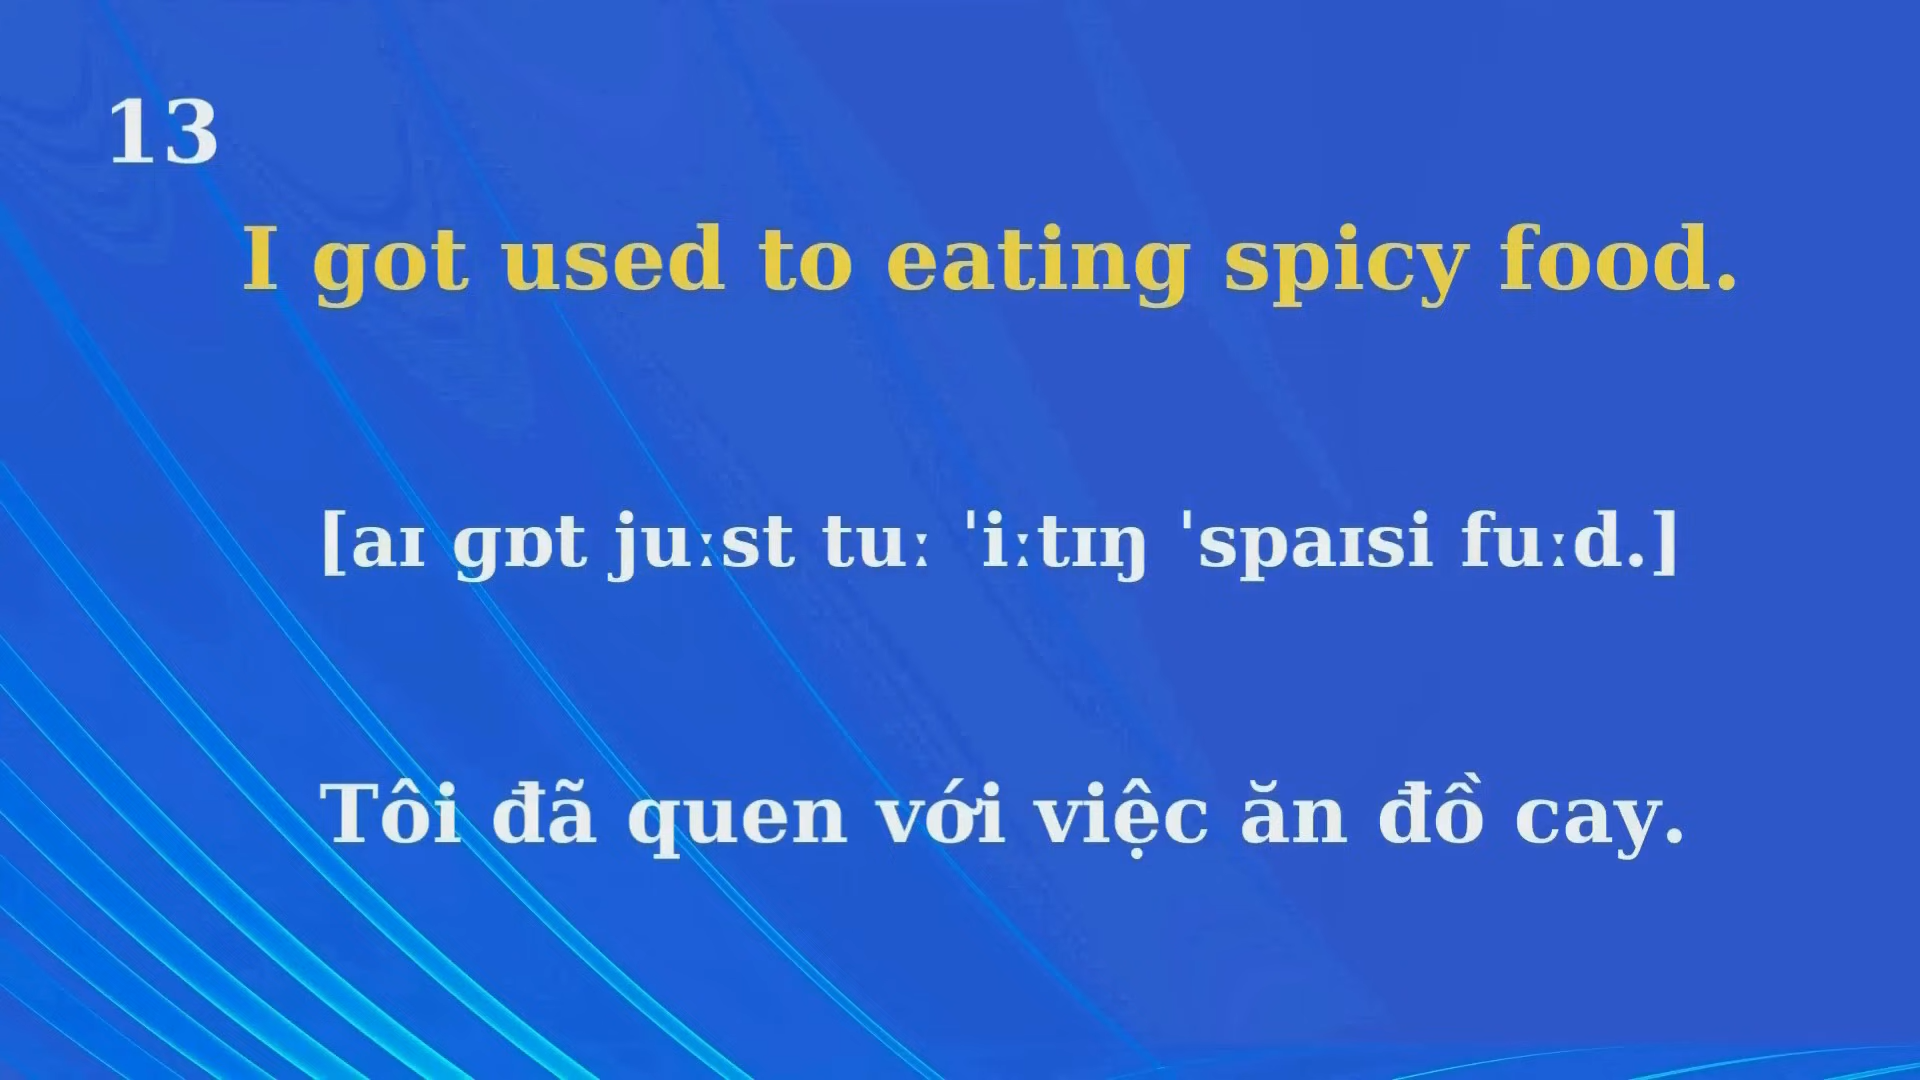 13
I got used to eating spicy food.
[aɪ ɡɒt juːst tuː ˈiːtɪŋ ˈspaɪsi fuːd.]
Tôi đã quen với việc ăn đồ cay.